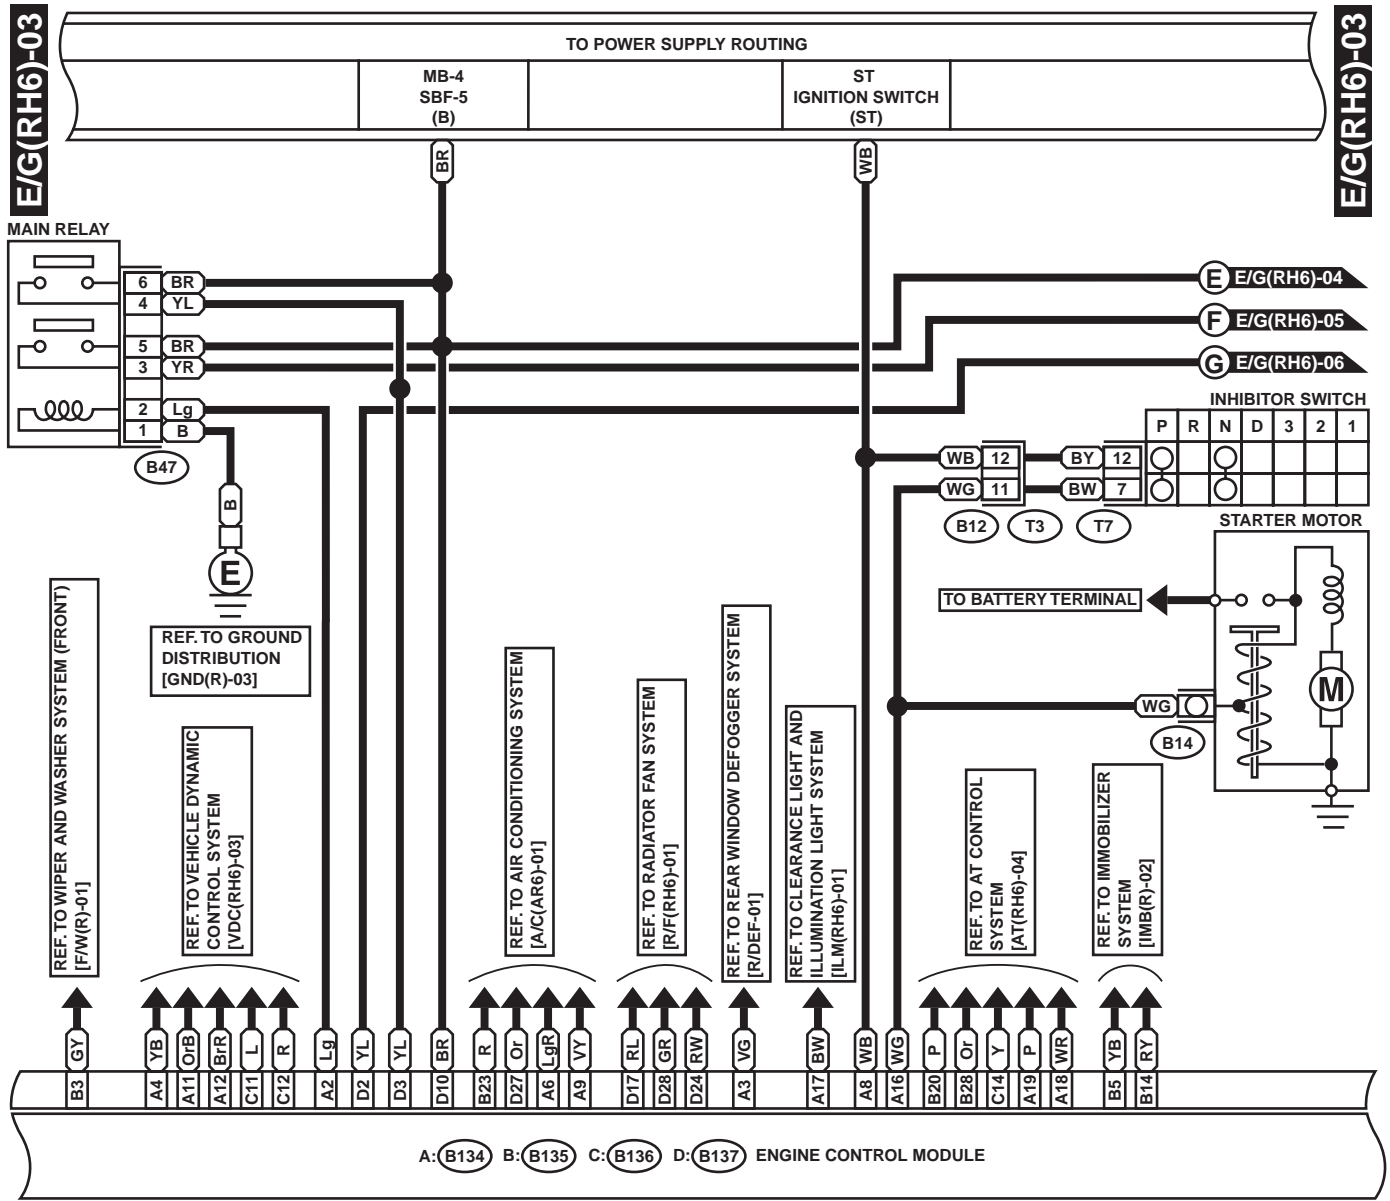 E/G(RH6)-03
E/G(RH6)-03
TO POWER SUPPLY ROUTING
MB-4
SBF-5
(B)
ST
IGNITION SWITCH
(ST)
BR
WB
MAIN RELAY
6 BR
4 YL
5 BR
3 YR
2 Lg
1 B
B47
B
E
REF. TO GROUND
DISTRIBUTION
[GND(R)-03]
E E/G(RH6)-04
F E/G(RH6)-05
G E/G(RH6)-06
INHIBITOR SWITCH
P R N D 3 2 1
WB 12 BY 12
WG 11 BW 7
B12 T3 T7
STARTER MOTOR
TO BATTERY TERMINAL
M
WG
B14
REF. TO WIPER AND WASHER SYSTEM (FRONT)
[F/W(R)-01]
REF. TO VEHICLE DYNAMIC
CONTROL SYSTEM
[VDC(RH6)-03]
REF. TO AIR CONDITIONING SYSTEM
[A/C(AR6)-01]
REF. TO RADIATOR FAN SYSTEM
[R/F(RH6)-01]
REF. TO REAR WINDOW DEFOGGER SYSTEM
[R/DEF-01]
REF. TO CLEARANCE LIGHT AND
ILLUMINATION LIGHT SYSTEM
[ILM(RH6)-01]
REF. TO AT CONTROL
SYSTEM
[AT(RH6)-04]
REF. TO IMMOBILIZER
SYSTEM
[IMB(R)-02]
GY YB OrB BrR L R Lg YL YL BR R Or LgR VY RL GR RW VG BW WB WG P Or Y P WR YB RY
B3 A4 A11 A12 C11 C12 A2 D2 D3 D10 B23 D27 A6 A9 D17 D28 D24 A3 A17 A8 A16 B20 B28 C14 A19 A18 B5 B14
A: B134 B: B135 C: B136 D: B137 ENGINE CONTROL MODULE